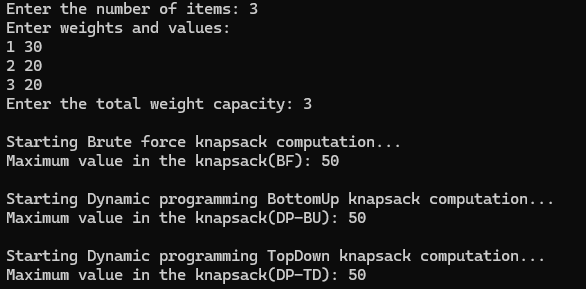 Enter the number of items: 3
Enter weights and values:
1 30
2 20
3 20
Enter the total weight capacity: 3
Starting Brute force knapsack computation...
Maximum value in the knapsack(BF): 50
Starting Dynamic programming BottomUp knapsack computation...
Maximum value in the knapsack(DP-BU): 50
Starting Dynamic programming TopDown knapsack computation...
Maximum value in the knapsack(DP-TD): 50